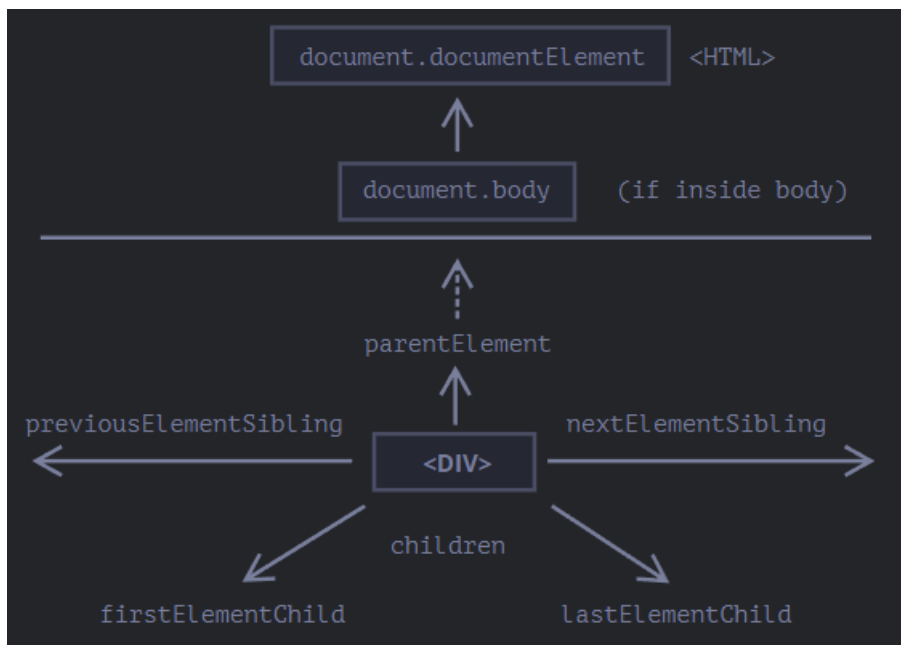 document.documentElement <HTML>
document.body (if inside body)
parentElement
previousElementSibling nextElementSibling
<DIV>
children
firstElementChild lastElementChild